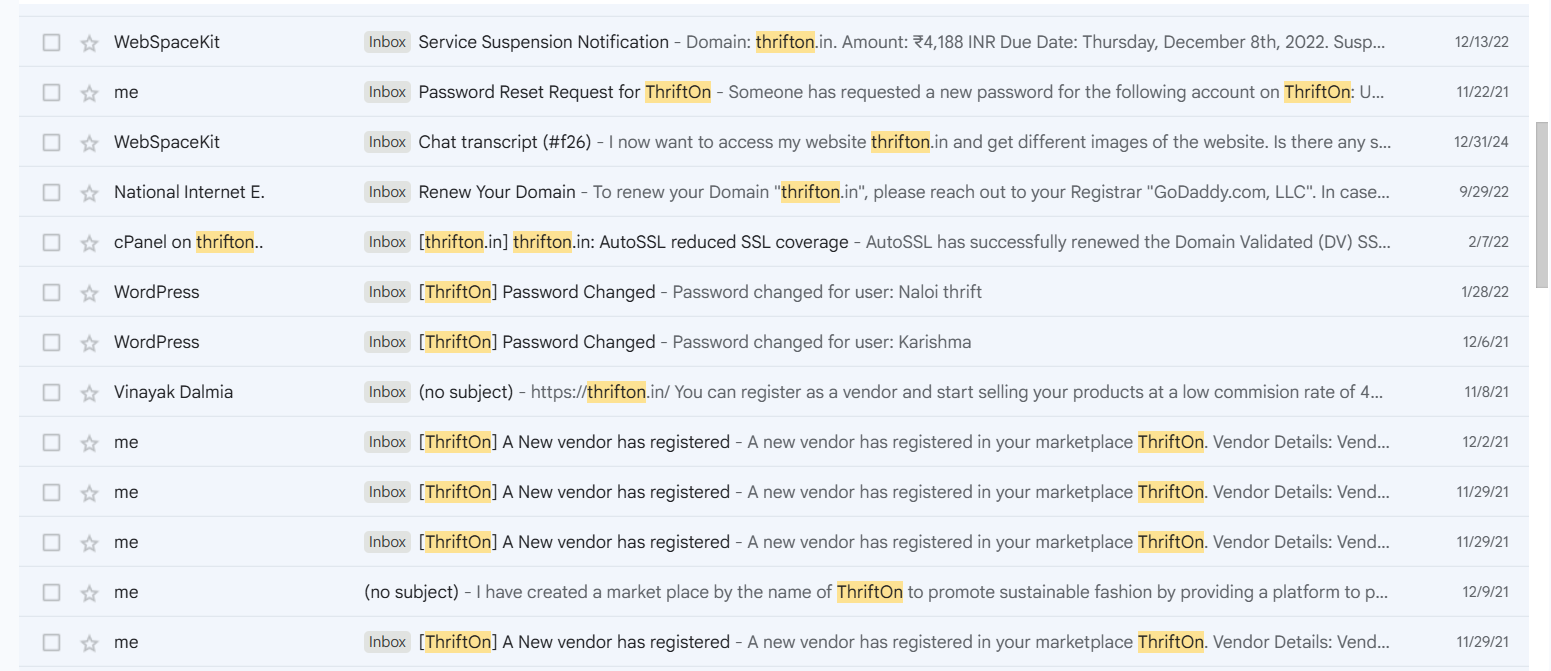 WebSpaceKit Inbox Service Suspension Notification - Domain: thrifton.in. Amount: ₹4,188 INR Due Date: Thursday, December 8th, 2022. Susp... 12/13/22
me Inbox Password Reset Request for ThriftOn - Someone has requested a new password for the following account on ThriftOn: U... 11/22/21
WebSpaceKit Inbox Chat transcript (#f26) - I now want to access my website thrifton.in and get different images of the website. Is there any s... 12/31/24
National Internet E. Inbox Renew Your Domain - To renew your Domain "thrifton.in", please reach out to your Registrar "GoDaddy.com, LLC". In case... 9/29/22
cPanel on thrifton.. Inbox [thrifton.in] thrifton.in: AutoSSL reduced SSL coverage - AutoSSL has successfully renewed the Domain Validated (DV) SS... 2/7/22
WordPress Inbox [ThriftOn] Password Changed - Password changed for user: Naloi thrift 1/28/22
WordPress Inbox [ThriftOn] Password Changed - Password changed for user: Karishma 12/6/21
Vinayak Dalmia Inbox (no subject) - https://thrifton.in/ You can register as a vendor and start selling your products at a low commision rate of 4... 11/8/21
me Inbox [ThriftOn] A New vendor has registered - A new vendor has registered in your marketplace ThriftOn. Vendor Details: Vend... 12/2/21
me Inbox [ThriftOn] A New vendor has registered - A new vendor has registered in your marketplace ThriftOn. Vendor Details: Vend... 11/29/21
me Inbox [ThriftOn] A New vendor has registered - A new vendor has registered in your marketplace ThriftOn. Vendor Details: Vend... 11/29/21
me (no subject) - I have created a market place by the name of ThriftOn to promote sustainable fashion by providing a platform to p... 12/9/21
me Inbox [ThriftOn] A New vendor has registered - A new vendor has registered in your marketplace ThriftOn. Vendor Details: Vend... 11/29/21